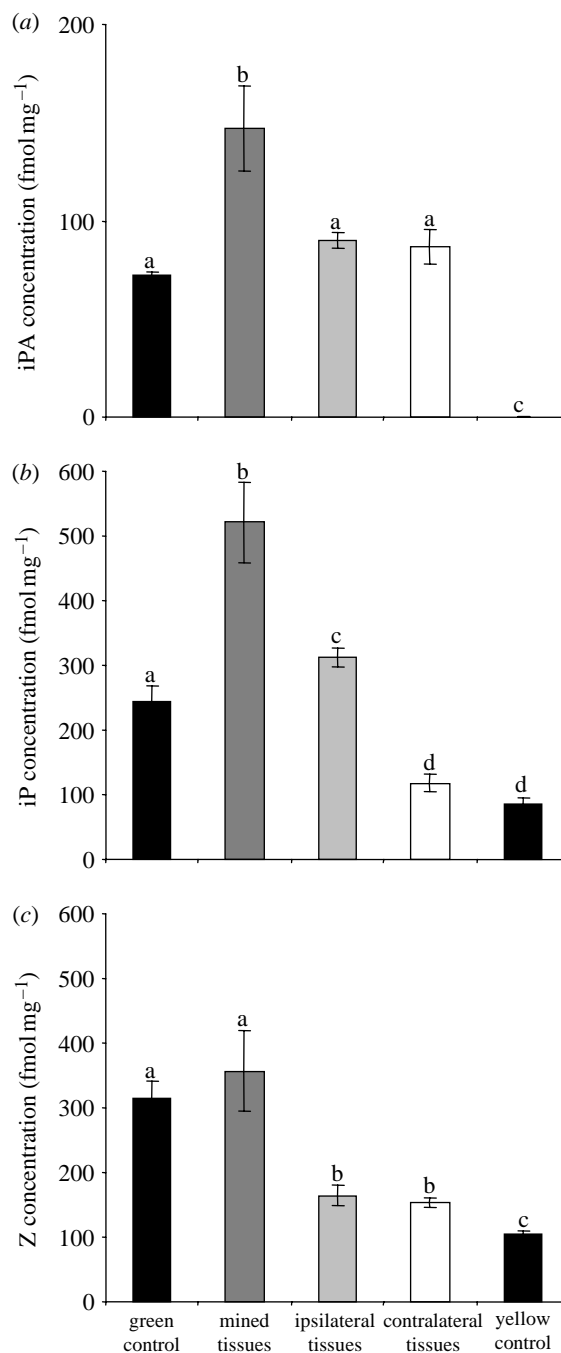 (a)
200
100
0
iPA concentration (fmol mg−1)
a
b
a
a
c
(b)
600
500
400
300
200
100
0
iP concentration (fmol mg−1)
a
b
c
d
d
(c)
600
500
400
300
200
100
0
Z concentration (fmol mg−1)
a
a
b
b
c
green control
mined tissues
ipsilateral tissues
contralateral tissues
yellow control